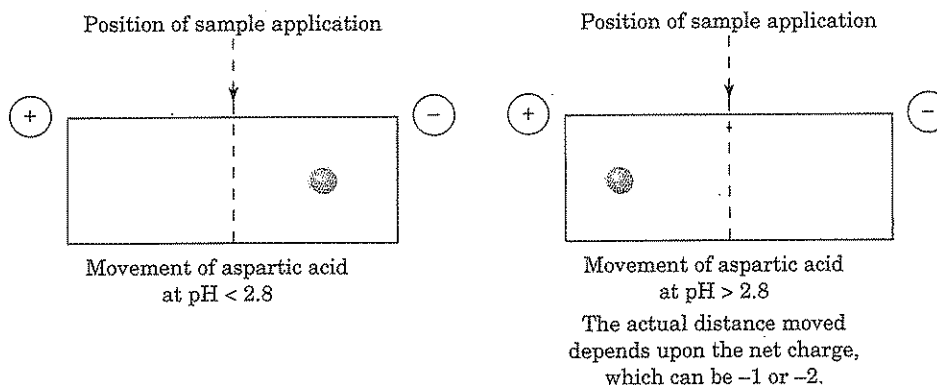 Position of sample application
+
−
Movement of aspartic acid
at pH < 2.8
Position of sample application
+
−
Movement of aspartic acid
at pH > 2.8
The actual distance moved
depends upon the net charge,
which can be −1 or −2.